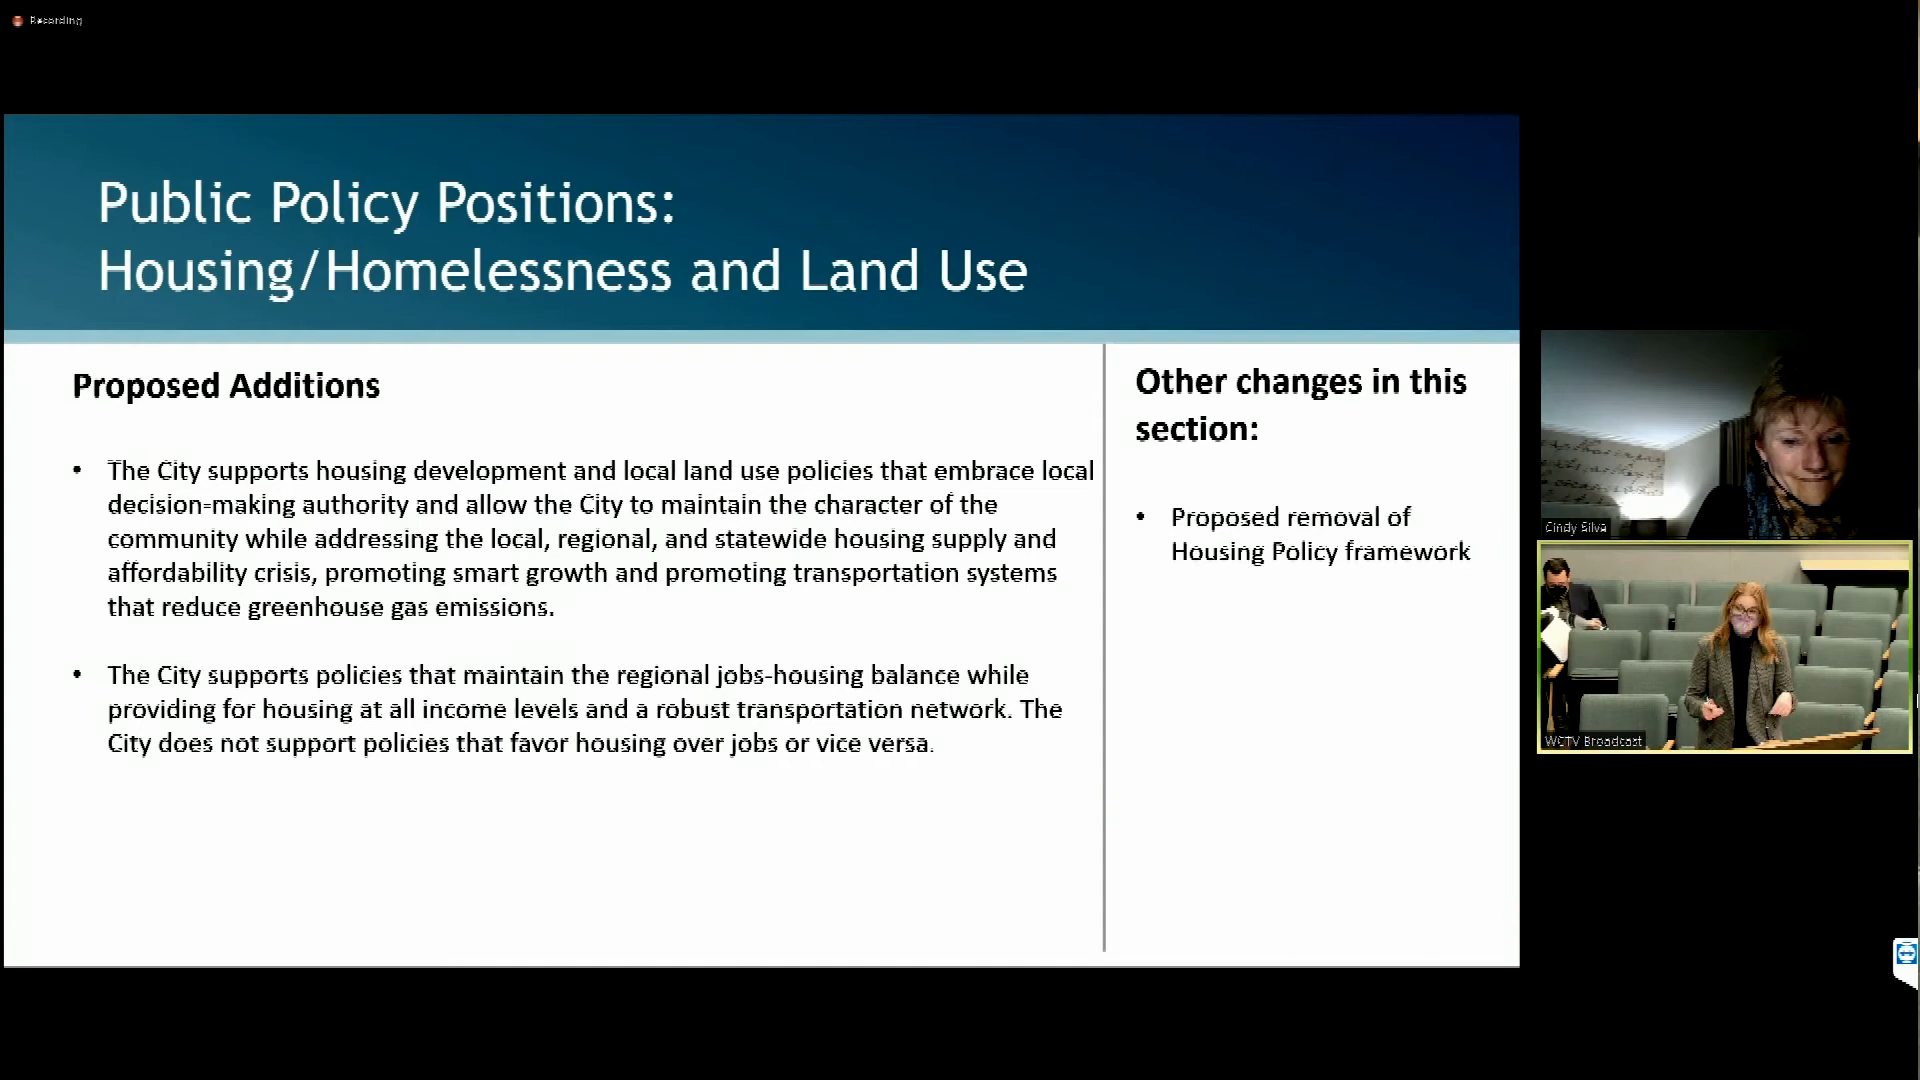 Recording
Public Policy Positions:
Housing/Homelessness and Land Use
Proposed Additions
• The City supports housing development and local land use policies that embrace local
decision-making authority and allow the City to maintain the character of the
community while addressing the local, regional, and statewide housing supply and
affordability crisis, promoting smart growth and promoting transportation systems
that reduce greenhouse gas emissions.
• The City supports policies that maintain the regional jobs-housing balance while
providing for housing at all income levels and a robust transportation network. The
City does not support policies that favor housing over jobs or vice versa.
Other changes in this
section:
• Proposed removal of
Housing Policy framework
Cindy Silva
WCTV Broadcast